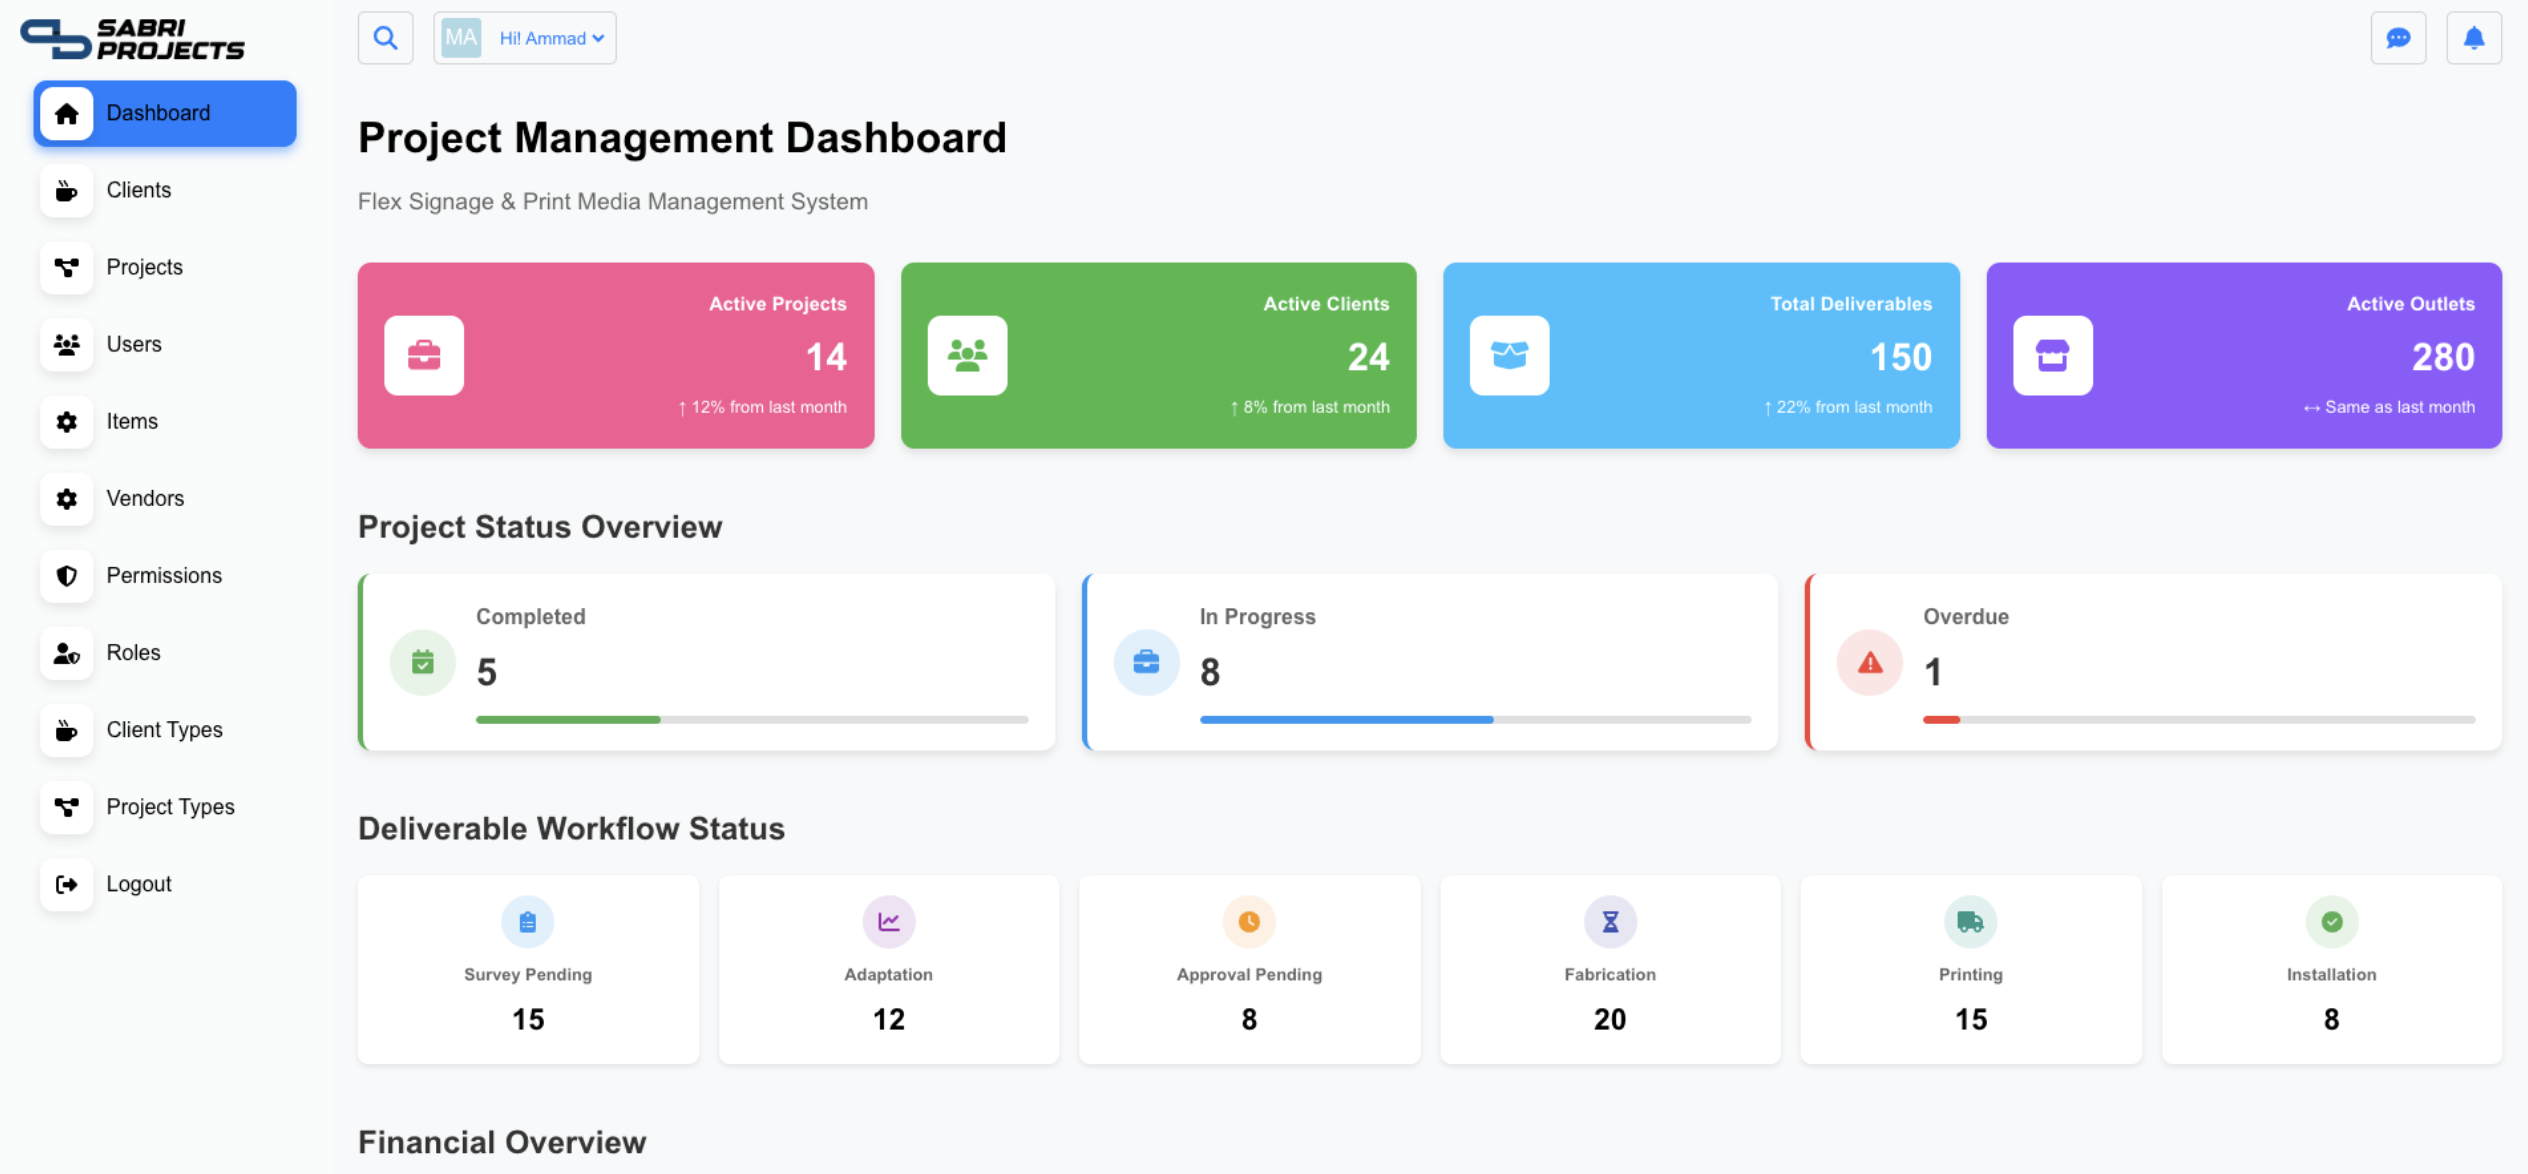 SABRI
PROJECTS
Dashboard
Clients
Projects
Users
Items
Vendors
Permissions
Roles
Client Types
Project Types
Logout
MA
Hi! Ammad
Project Management Dashboard
Flex Signage & Print Media Management System
Active Projects
14
↑ 12% from last month
Active Clients
24
↑ 8% from last month
Total Deliverables
150
↑ 22% from last month
Active Outlets
280
↔ Same as last month
Project Status Overview
Completed
5
In Progress
8
Overdue
1
Deliverable Workflow Status
Survey Pending
15
Adaptation
12
Approval Pending
8
Fabrication
20
Printing
15
Installation
8
Financial Overview